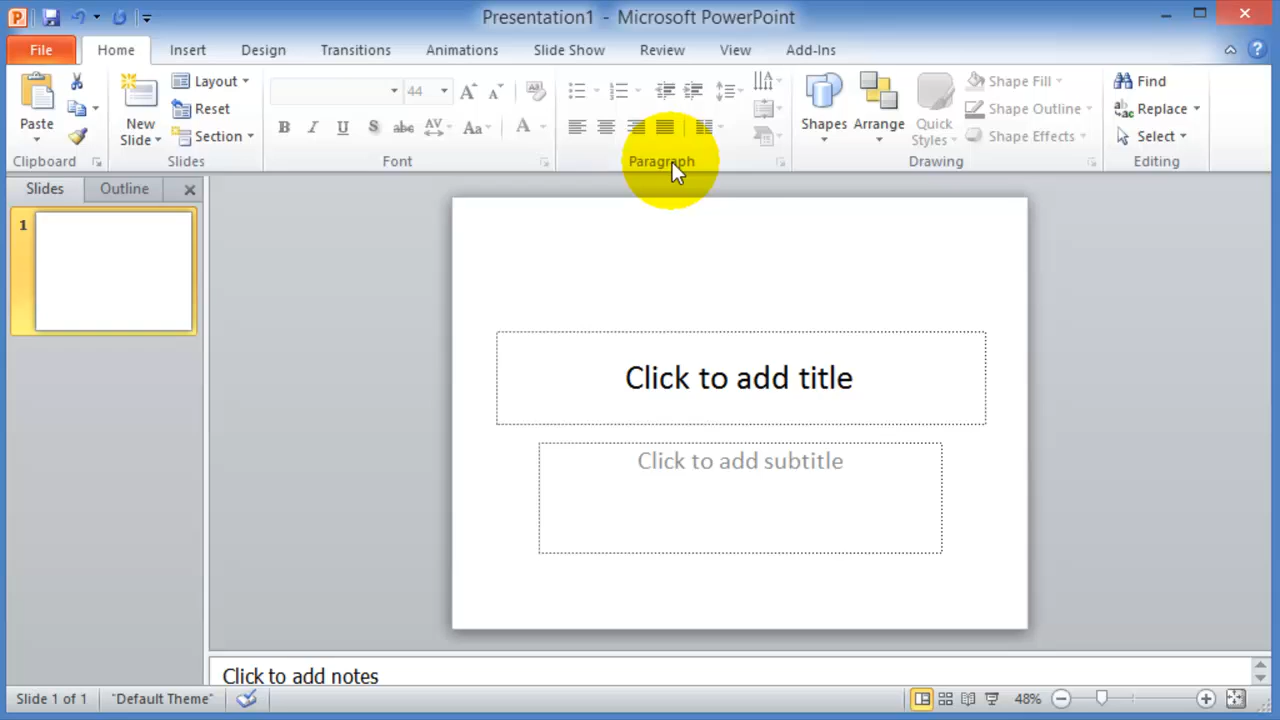 Presentation1 - Microsoft PowerPoint
File Home Insert Design Transitions Animations Slide Show Review View Add-Ins
Paste
Clipboard
New
Slide
Layout
Reset
Section
Slides
44
B I U S abc AV Aa A
Font
Paragraph
Shapes
Arrange
Quick
Styles
Shape Fill
Shape Outline
Shape Effects
Drawing
Find
Replace
Select
Editing
Slides Outline
1
Click to add title
Click to add subtitle
Click to add notes
Slide 1 of 1 "Default Theme" 48%